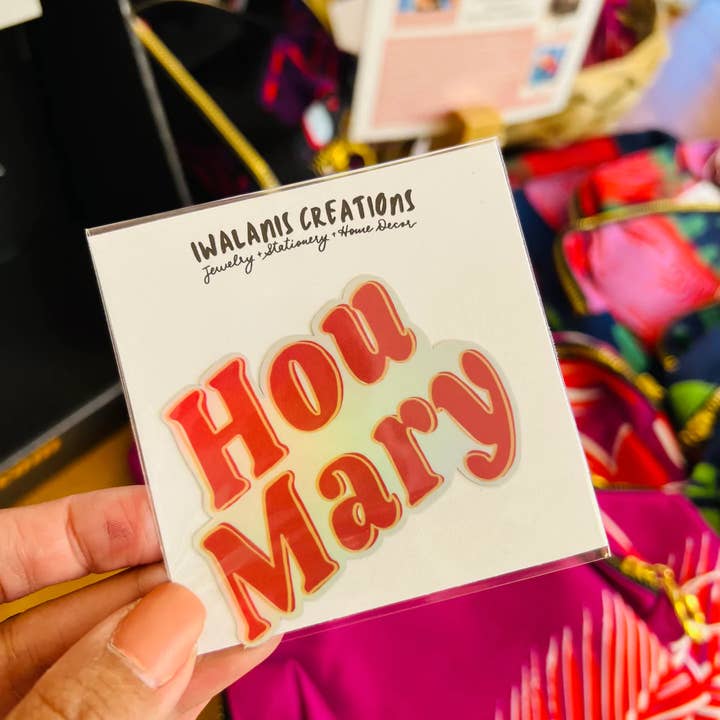 IWALANIS CREATIONS
Jewelry + Stationery + Home Decor
Hou
Mary